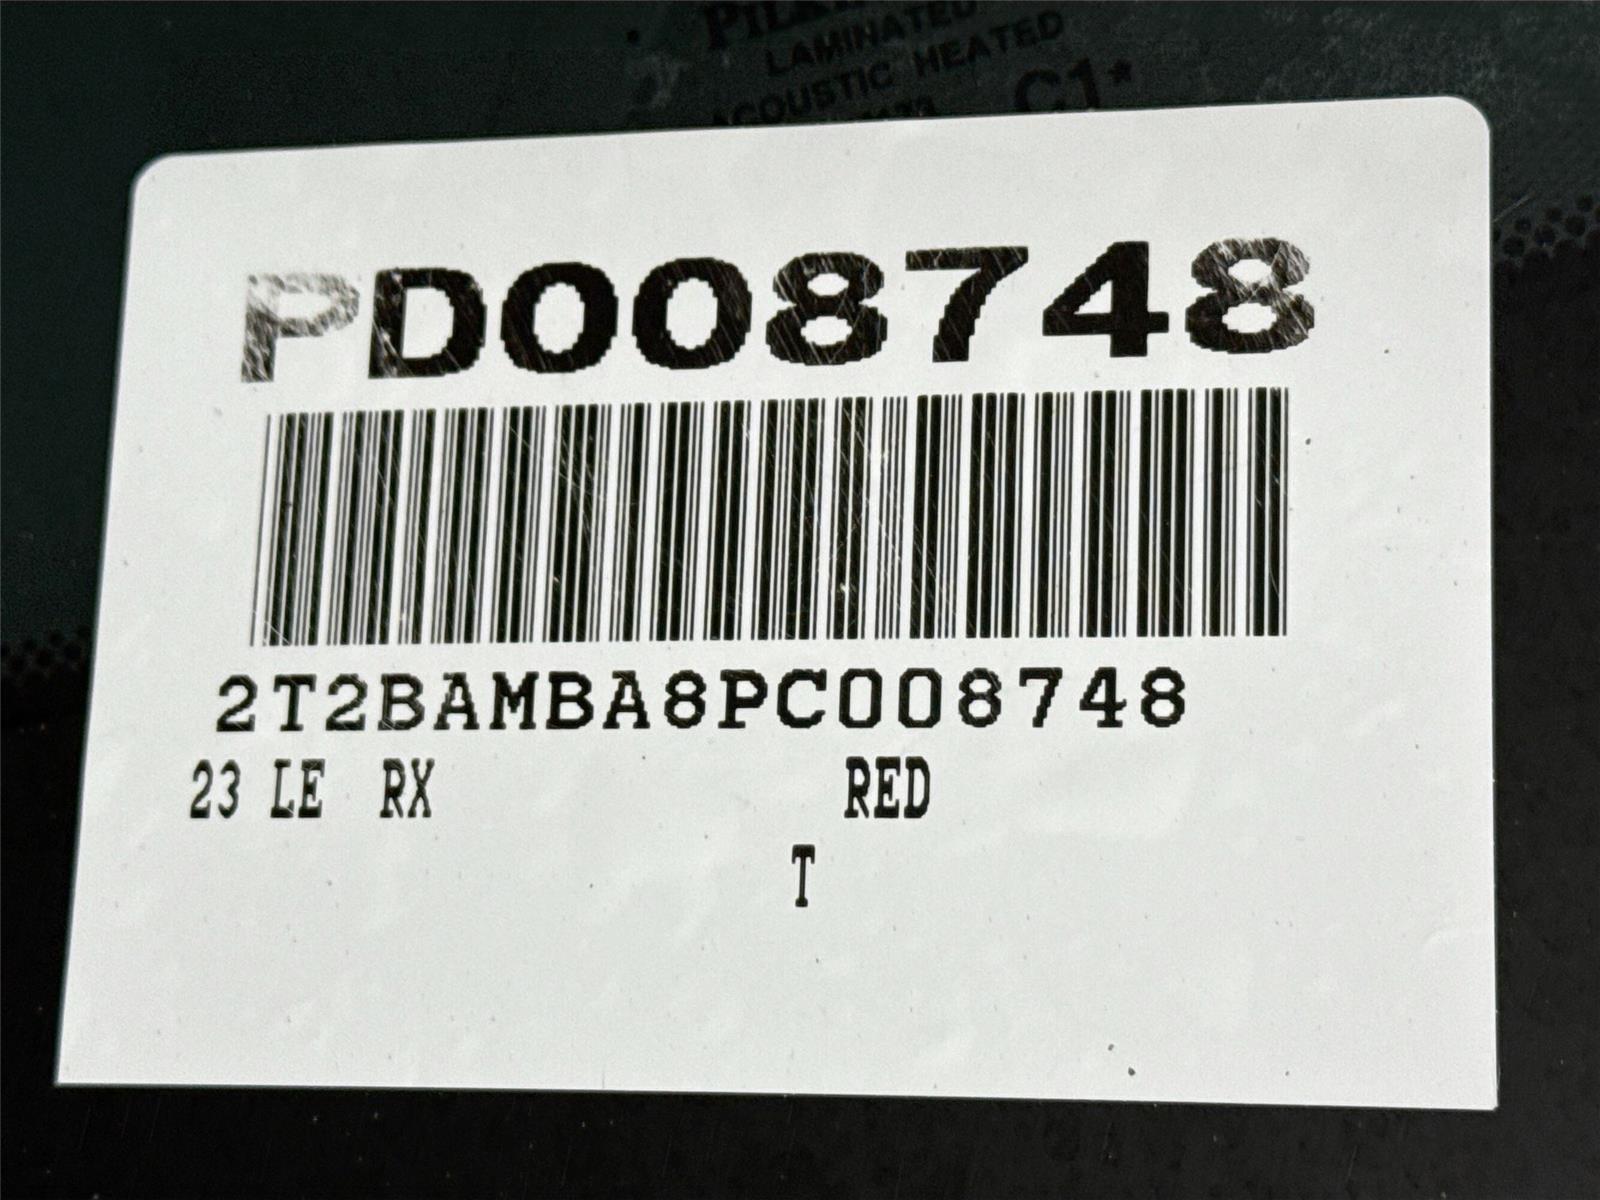 LAMINATED
ACOUSTIC HEATED
C1*
PD008748
2T2BAMBA8PC008748
23 LE RX RED
T